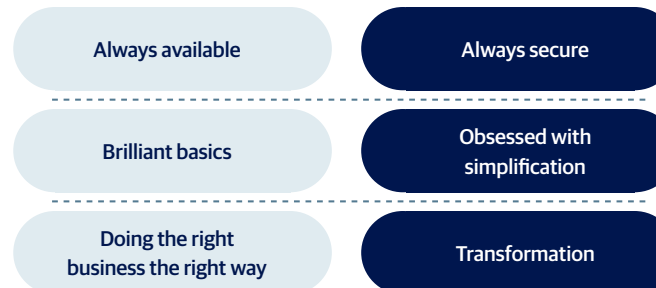 Always available
Always secure
Brilliant basics
Obsessed with
simplification
Doing the right
business the right way
Transformation